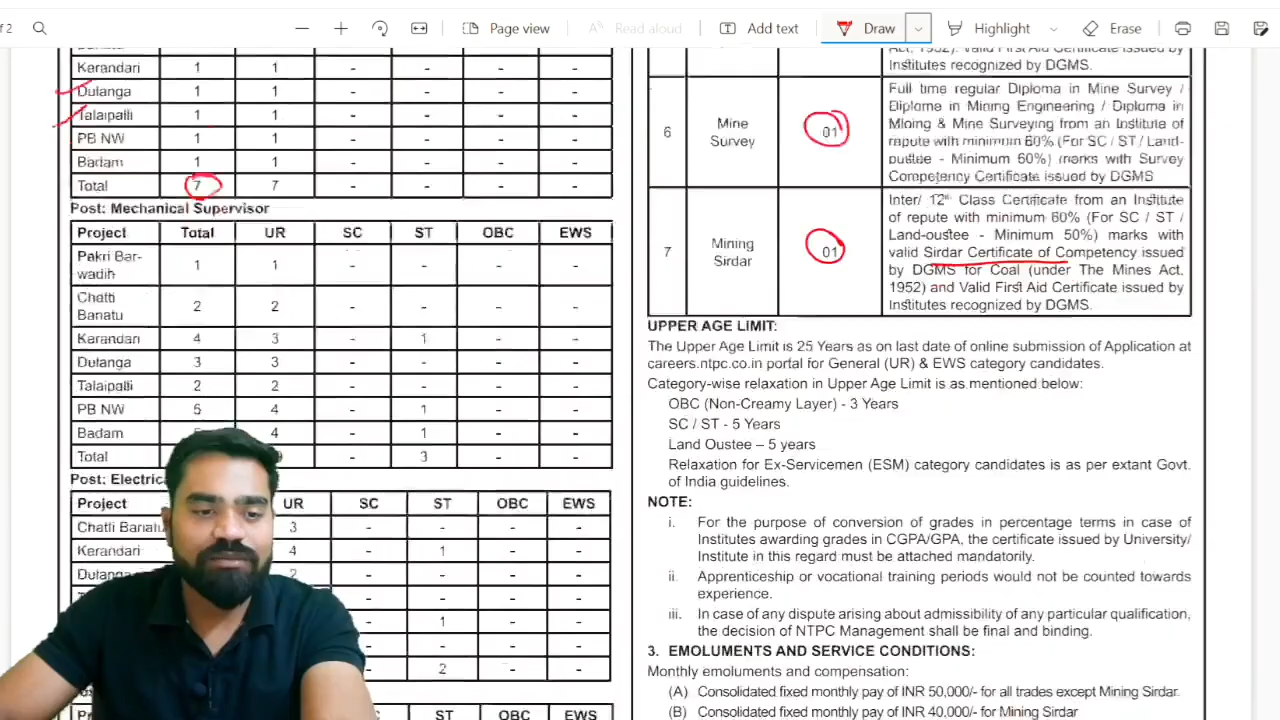 of 2
Page view
Read aloud
Add text
Draw
Highlight
Erase
Kerandari 1 1 - - - -
Dulanga 1 1 - - - -
Talaipalli 1 1 - - - -
PB NW 1 1 - - - -
Badam 1 1 - - - -
Total 7 7
Post: Mechanical Supervisor
Project Total UR SC ST OBC EWS
Pakri Bar-
wadih 1 1 - - - -
Chatti
Banatu 2 2 - - - -
Kerandari 4 3 - 1 - -
Dulanga 3 3 - - - -
Talaipalli 2 2 - - - -
PB NW 5 4 - 1 - -
Badam 4 - 1 - -
Total - 3 - -
Post: Electrica
Project UR SC ST OBC EWS
Chatti Banatu 3 - - - -
Kerandari 4 - 1 - -
Dulanga 2 - - - -
- - - -
- 1 - -
- - - -
- 2 - -
SC ST OBC EWS
Act, 1952). Valid First Aid Certificate issued by
Institutes recognized by DGMS.
6 Mine
Survey 01
Full time regular Diploma in Mine Survey /
Diploma in Mining Engineering / Diploma in
Mining & Mine Surveying from an Institute of
repute with minimum 60% (For SC / ST / Land-
oustee - Minimum 50%) marks with Survey
Competency Certificate issued by DGMS
7 Mining
Sirdar 01
Inter/ 12th Class Certificate from an Institute
of repute with minimum 60% (For SC / ST /
Land-oustee - Minimum 50%) marks with
valid Sirdar Certificate of Competency issued
by DGMS for Coal (under The Mines Act,
1952) and Valid First Aid Certificate issued by
Institutes recognized by DGMS.
UPPER AGE LIMIT:
The Upper Age Limit is 25 Years as on last date of online submission of Application at
careers.ntpc.co.in portal for General (UR) & EWS category candidates.
Category-wise relaxation in Upper Age Limit is as mentioned below:
OBC (Non-Creamy Layer) - 3 Years
SC / ST - 5 Years
Land Oustee – 5 years
Relaxation for Ex-Servicemen (ESM) category candidates is as per extant Govt.
of India guidelines.
NOTE:
i. For the purpose of conversion of grades in percentage terms in case of
Institutes awarding grades in CGPA/GPA, the certificate issued by University/
Institute in this regard must be attached mandatorily.
ii. Apprenticeship or vocational training periods would not be counted towards
experience.
iii. In case of any dispute arising about admissibility of any particular qualification,
the decision of NTPC Management shall be final and binding.
3. EMOLUMENTS AND SERVICE CONDITIONS:
Monthly emoluments and compensation:
(A) Consolidated fixed monthly pay of INR 50,000/- for all trades except Mining Sirdar.
(B) Consolidated fixed monthly pay of INR 40,000/- for Mining Sirdar